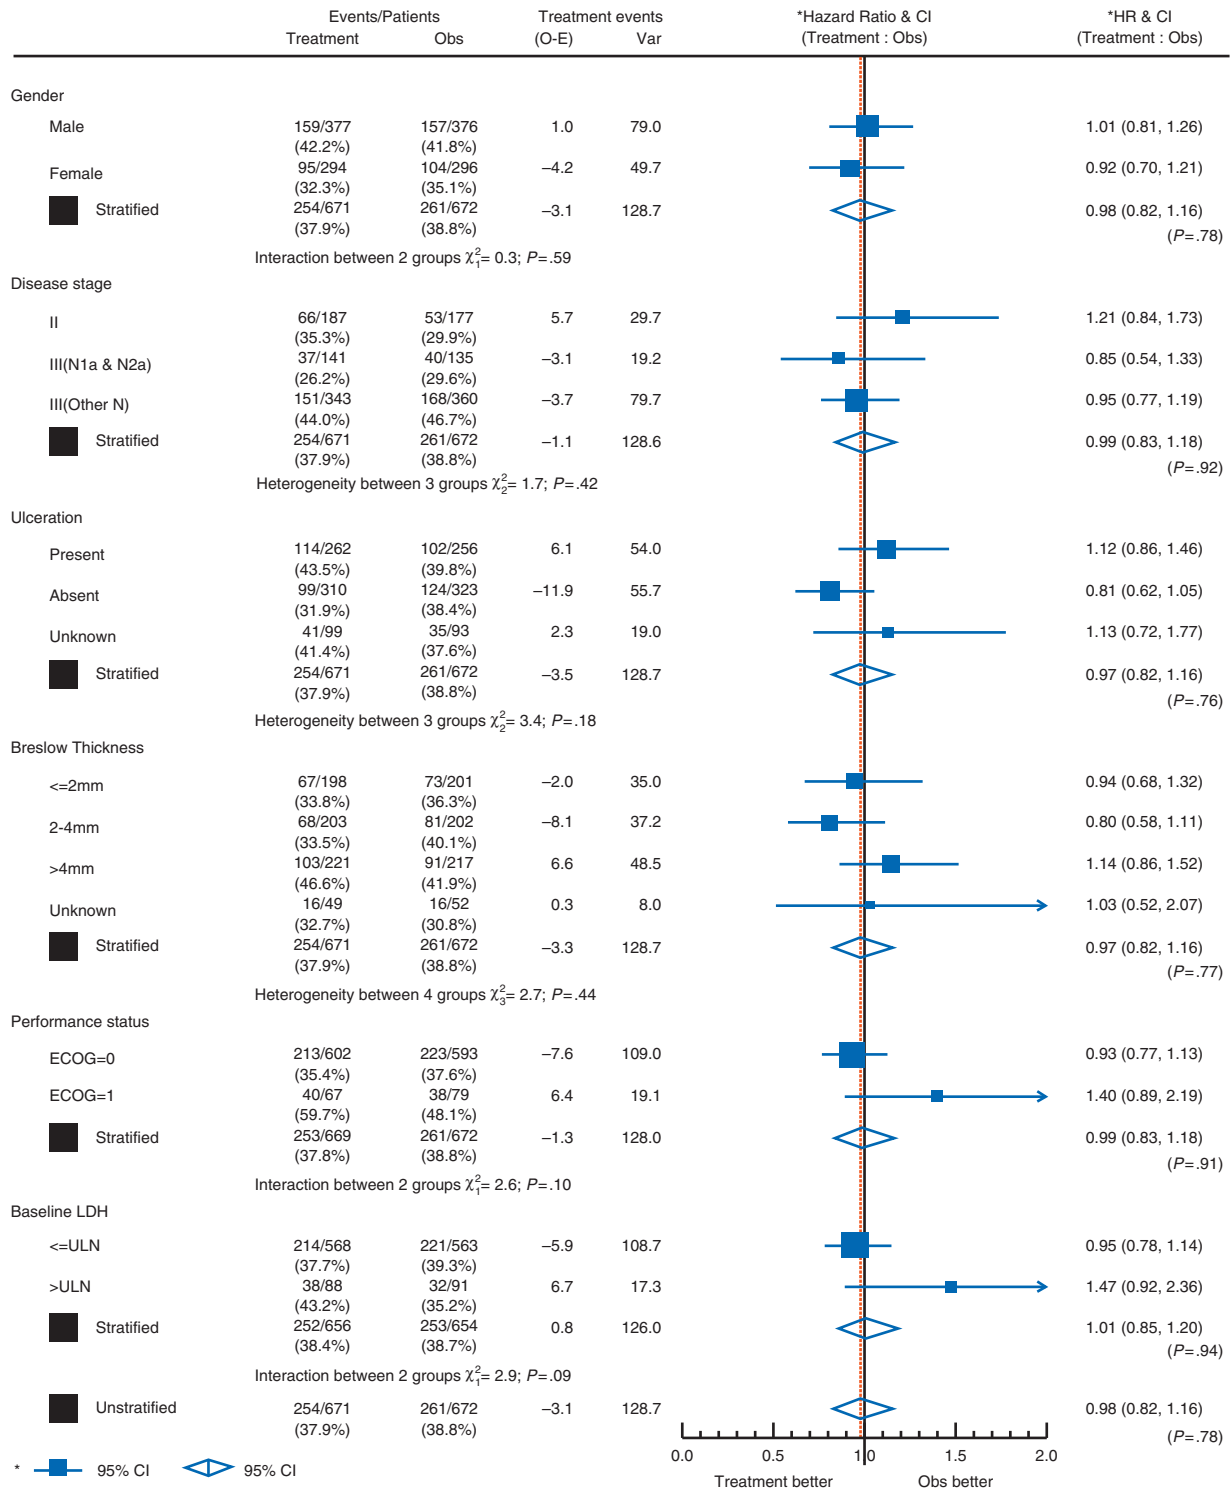 Events/Patients Treatment events *Hazard Ratio & CI *HR & CI
Treatment Obs (O-E) Var (Treatment : Obs) (Treatment : Obs)
Gender
Male 159/377 157/376 1.0 79.0 1.01 (0.81, 1.26)
(42.2%) (41.8%)
Female 95/294 104/296 –4.2 49.7 0.92 (0.70, 1.21)
(32.3%) (35.1%)
Stratified 254/671 261/672 –3.1 128.7 0.98 (0.82, 1.16)
(37.9%) (38.8%) (P=.78)
Interaction between 2 groups χ²₁= 0.3; P=.59
Disease stage
II 66/187 53/177 5.7 29.7 1.21 (0.84, 1.73)
(35.3%) (29.9%)
III(N1a & N2a) 37/141 40/135 –3.1 19.2 0.85 (0.54, 1.33)
(26.2%) (29.6%)
III(Other N) 151/343 168/360 –3.7 79.7 0.95 (0.77, 1.19)
(44.0%) (46.7%)
Stratified 254/671 261/672 –1.1 128.6 0.99 (0.83, 1.18)
(37.9%) (38.8%) (P=.92)
Heterogeneity between 3 groups χ²₂= 1.7; P=.42
Ulceration
Present 114/262 102/256 6.1 54.0 1.12 (0.86, 1.46)
(43.5%) (39.8%)
Absent 99/310 124/323 –11.9 55.7 0.81 (0.62, 1.05)
(31.9%) (38.4%)
Unknown 41/99 35/93 2.3 19.0 1.13 (0.72, 1.77)
(41.4%) (37.6%)
Stratified 254/671 261/672 –3.5 128.7 0.97 (0.82, 1.16)
(37.9%) (38.8%) (P=.76)
Heterogeneity between 3 groups χ²₂= 3.4; P=.18
Breslow Thickness
<=2mm 67/198 73/201 –2.0 35.0 0.94 (0.68, 1.32)
(33.8%) (36.3%)
2-4mm 68/203 81/202 –8.1 37.2 0.80 (0.58, 1.11)
(33.5%) (40.1%)
>4mm 103/221 91/217 6.6 48.5 1.14 (0.86, 1.52)
(46.6%) (41.9%)
Unknown 16/49 16/52 0.3 8.0 1.03 (0.52, 2.07)
(32.7%) (30.8%)
Stratified 254/671 261/672 –3.3 128.7 0.97 (0.82, 1.16)
(37.9%) (38.8%) (P=.77)
Heterogeneity between 4 groups χ²₃= 2.7; P=.44
Performance status
ECOG=0 213/602 223/593 –7.6 109.0 0.93 (0.77, 1.13)
(35.4%) (37.6%)
ECOG=1 40/67 38/79 6.4 19.1 1.40 (0.89, 2.19)
(59.7%) (48.1%)
Stratified 253/669 261/672 –1.3 128.0 0.99 (0.83, 1.18)
(37.8%) (38.8%) (P=.91)
Interaction between 2 groups χ²₁= 2.6; P=.10
Baseline LDH
<=ULN 214/568 221/563 –5.9 108.7 0.95 (0.78, 1.14)
(37.7%) (39.3%)
>ULN 38/88 32/91 6.7 17.3 1.47 (0.92, 2.36)
(43.2%) (35.2%)
Stratified 252/656 253/654 0.8 126.0 1.01 (0.85, 1.20)
(38.4%) (38.7%) (P=.94)
Interaction between 2 groups χ²₁= 2.9; P=.09
Unstratified 254/671 261/672 –3.1 128.7 0.98 (0.82, 1.16)
(37.9%) (38.8%) (P=.78)
0.0 0.5 1.0 1.5 2.0
* 95% CI 95% CI
Treatment better Obs better